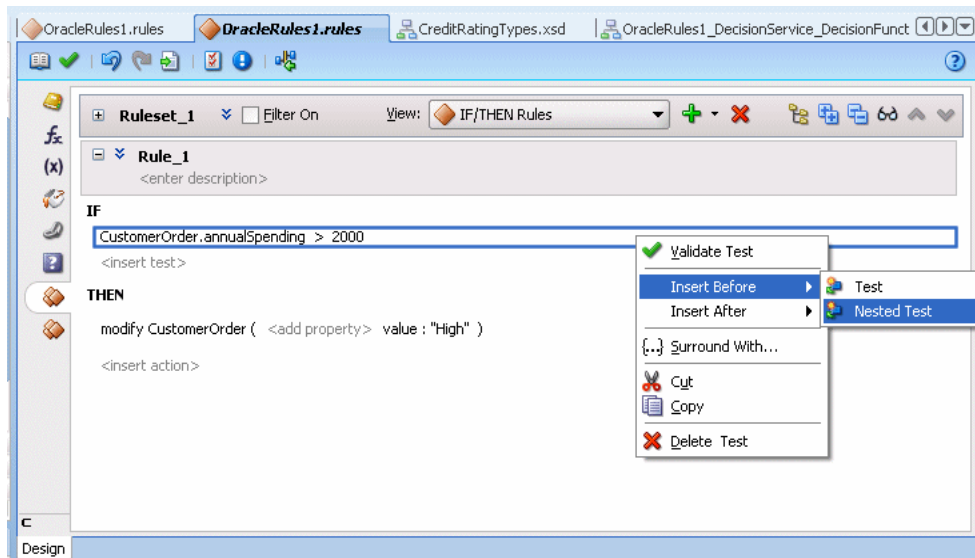 OracleRules1.rules OracleRules1.rules CreditRatingTypes.xsd OracleRules1_DecisionService_DecisionFunct
Ruleset_1 Filter On View: IF/THEN Rules
fx
Rule_1
(x)
<enter description>
IF
CustomerOrder.annualSpending > 2000
<insert test>
THEN
modify CustomerOrder ( <add property> value : "High" )
<insert action>
Validate Test
Insert Before
Insert After
{...} Surround With...
Cut
Copy
Delete Test
Test
Nested Test
C
Design